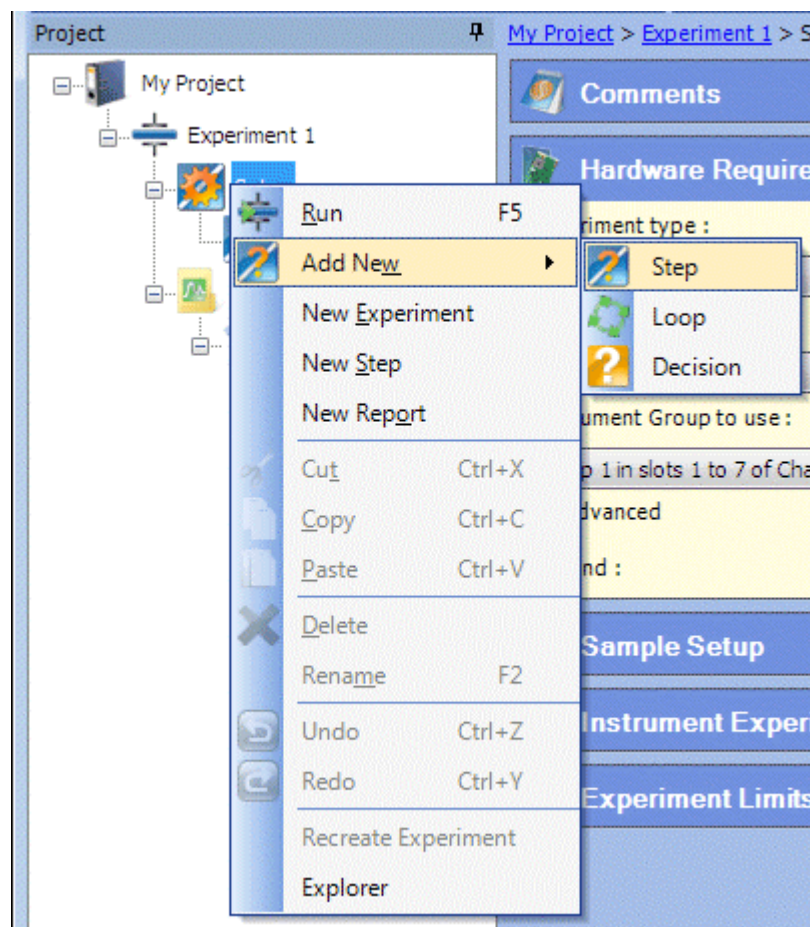 Project
My Project > Experiment 1 >
My Project
Experiment 1
Comments
Hardware Require
Run F5
Add New
New Experiment
New Step
New Report
Cut Ctrl+X
Copy Ctrl+C
Paste Ctrl+V
Delete
Rename F2
Undo Ctrl+Z
Redo Ctrl+Y
Recreate Experiment
Explorer
Step
Loop
Decision
riment type :
ument Group to use :
p 1 in slots 1 to 7 of Cha
dvanced
nd :
Sample Setup
Instrument Exper
Experiment Limits